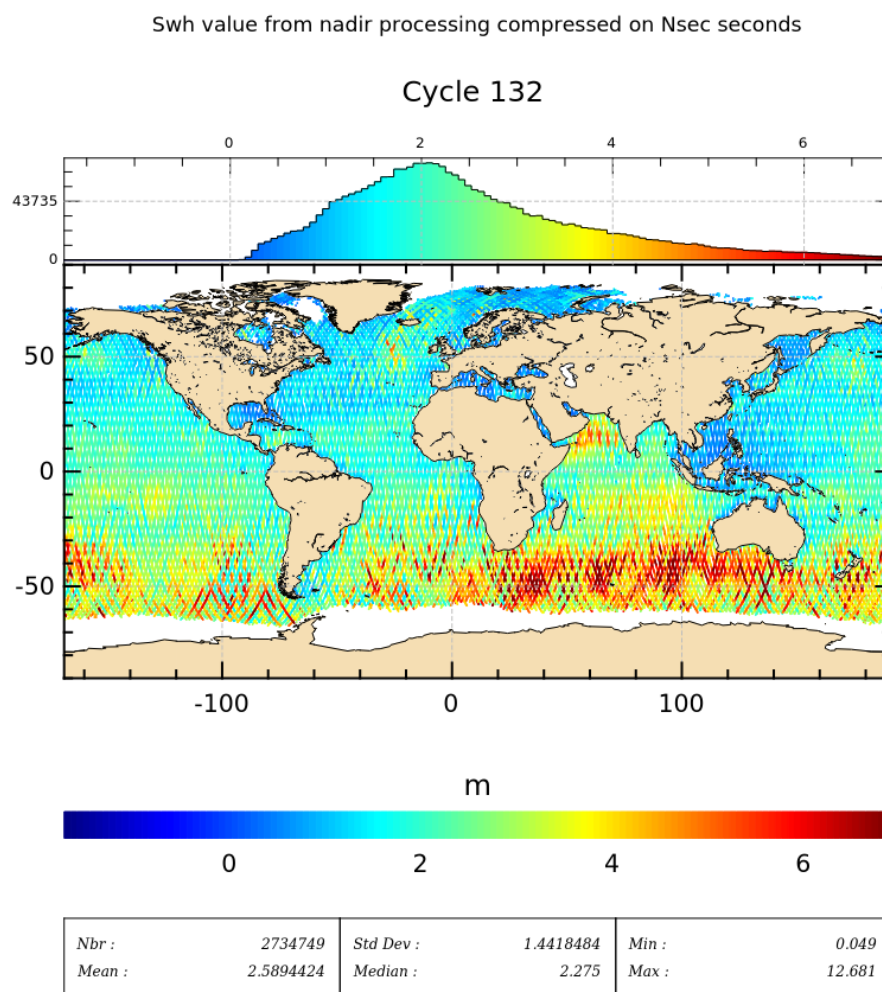 Swh value from nadir processing compressed on Nsec seconds
Cycle 132
0 2 4 6
43735
0
50
0
-50
-100 0 100
m
0 2 4 6
Nbr : 2734749 Std Dev : 1.4418484 Min : 0.049
Mean : 2.5894424 Median : 2.275 Max : 12.681